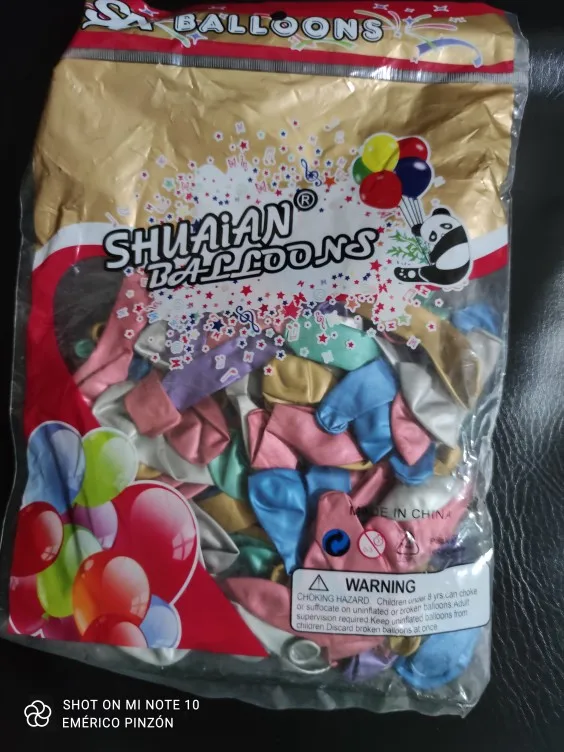 BALLOONS
SHUAiAN®
BALLOONS
MADE IN CHINA
WARNING
CHOKING HAZARD Children under 8 yrs.can choke
or suffocate on uninflated or broken balloons.Adult
supervision required.Keep uninflated balloons from
children.Discard broken balloons at once.
SHOT ON MI NOTE 10
EMÉRICO PINZÓN